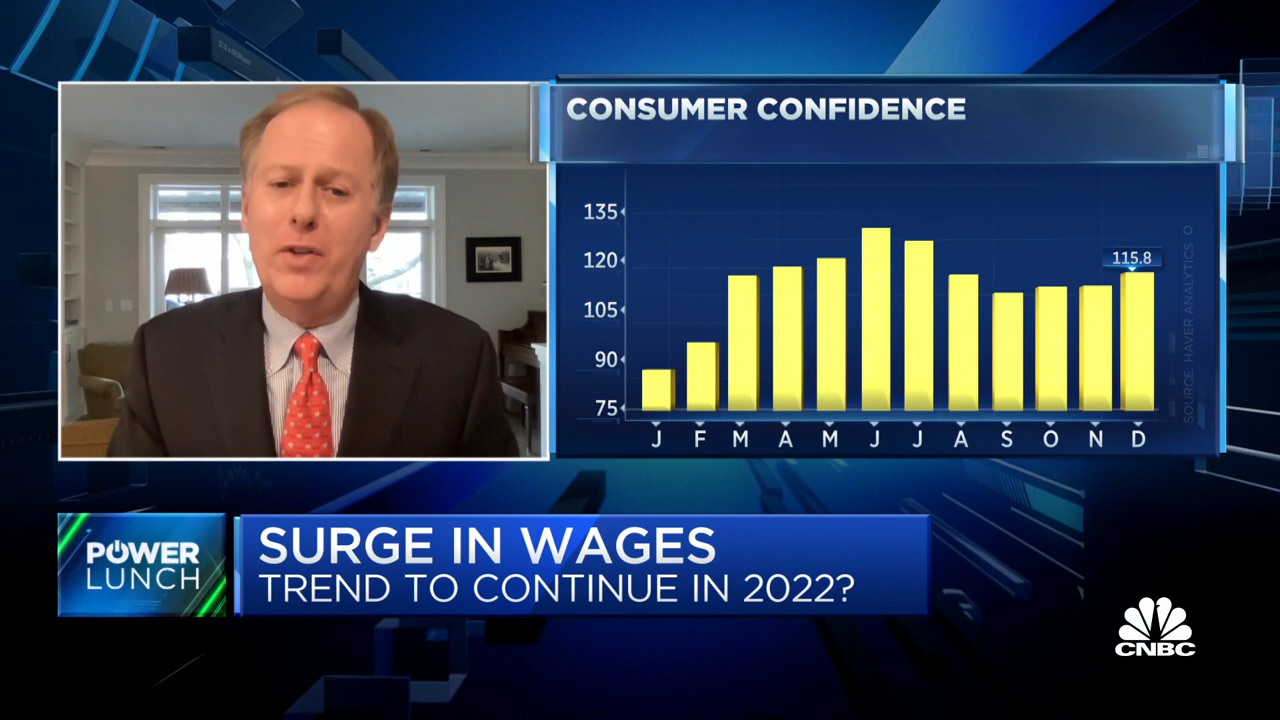 CONSUMER CONFIDENCE
135
120
105
90
75
115.8
J F M A M J J A S O N D
SOURCE: HAVER ANALYTICS
POWER
LUNCH
SURGE IN WAGES
TREND TO CONTINUE IN 2022?
CNBC